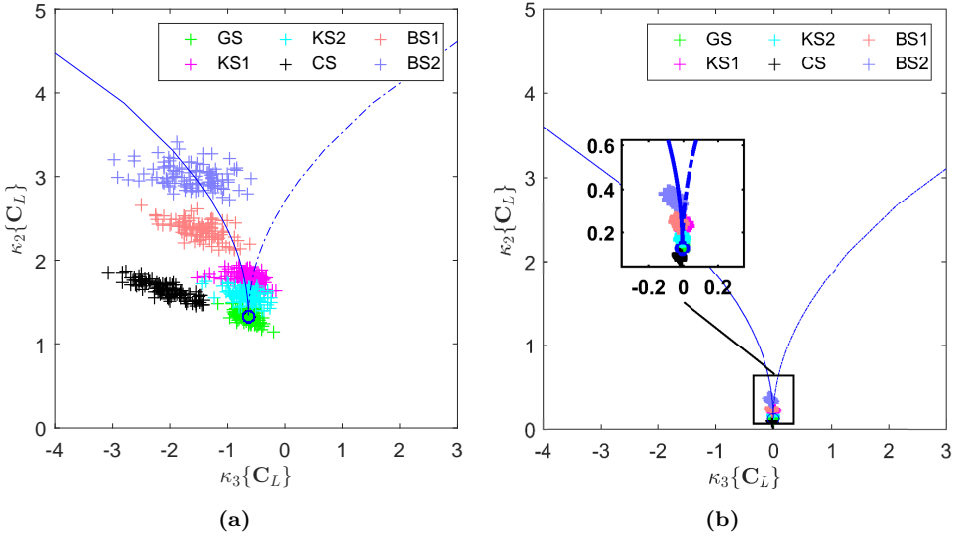 5
4
3
2
1
0
κ2{CL}
GS KS2 BS1
KS1 CS BS2
-4 -3 -2 -1 0 1 2 3
κ3{CL}
(a)
5
4
3
2
1
0
κ2{CL}
GS KS2 BS1
KS1 CS BS2
0.6
0.4
0.2
-0.2 0 0.2
-4 -3 -2 -1 0 1 2 3
κ3{CL}
(b)